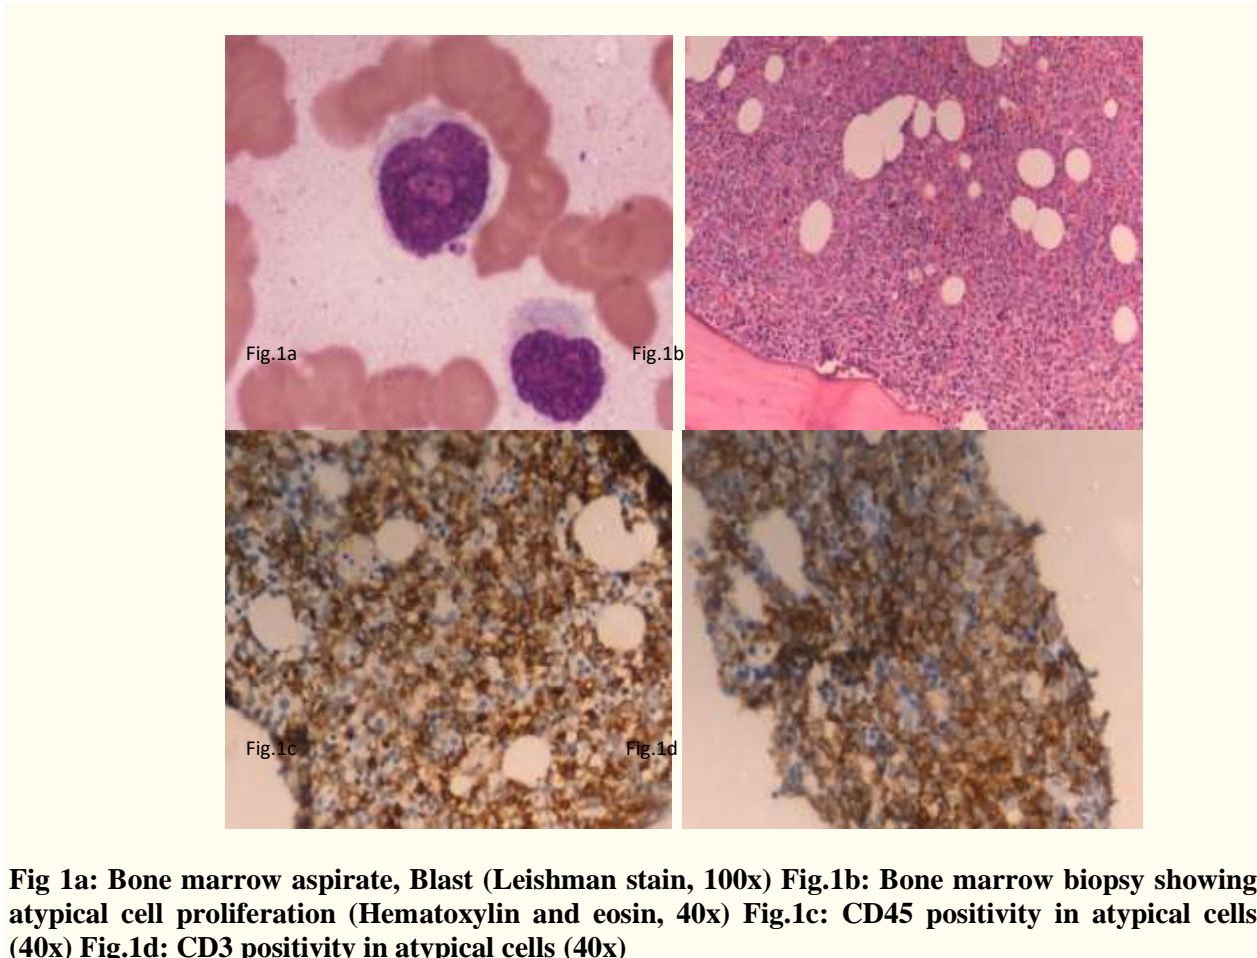 Fig.1a
Fig.1b
Fig.1c
Fig.1d
Fig 1a: Bone marrow aspirate, Blast (Leishman stain, 100x) Fig.1b: Bone marrow biopsy showing
atypical cell proliferation (Hematoxylin and eosin, 40x) Fig.1c: CD45 positivity in atypical cells
(40x) Fig.1d: CD3 positivity in atypical cells (40x)